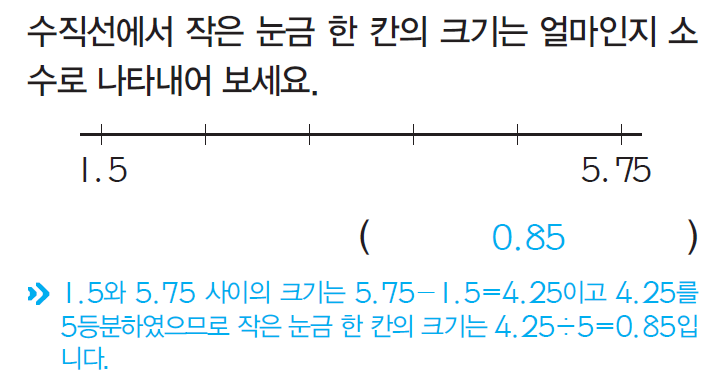 수직선에서 작은 눈금 한 칸의 크기는 얼마인지 소
수로 나타내어 보세요.
1.5 5.75
( 0.85 )
» 1.5와 5.75 사이의 크기는 5.75-1.5=4.25이고 4.25를
5등분하였으므로 작은 눈금 한 칸의 크기는 4.25÷5=0.85입
니다.